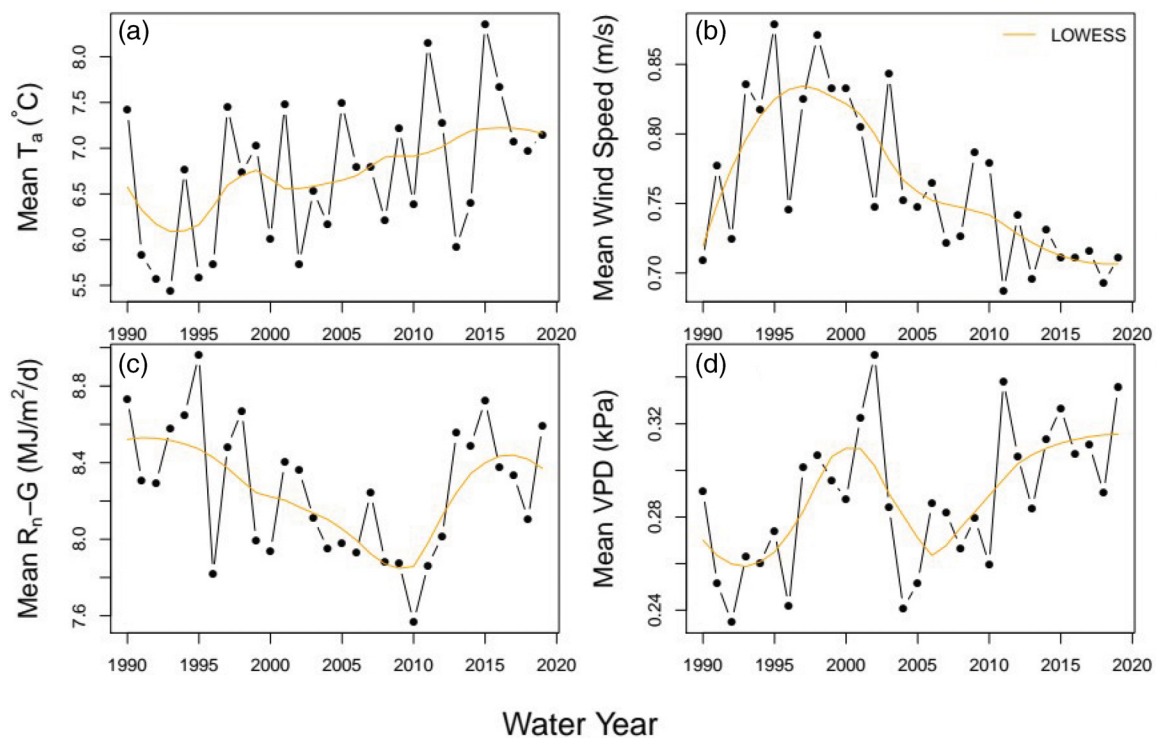 (a)
Mean Tₐ (°C)
8.0
7.5
7.0
6.5
6.0
5.5
1990 1995 2000 2005 2010 2015 2020
(b)
LOWESS
Mean Wind Speed (m/s)
0.85
0.80
0.75
0.70
1990 1995 2000 2005 2010 2015 2020
(c)
Mean Rₙ−G (MJ/m²/d)
8.8
8.4
8.0
7.6
1990 1995 2000 2005 2010 2015 2020
(d)
Mean VPD (kPa)
0.32
0.28
0.24
1990 1995 2000 2005 2010 2015 2020
Water Year